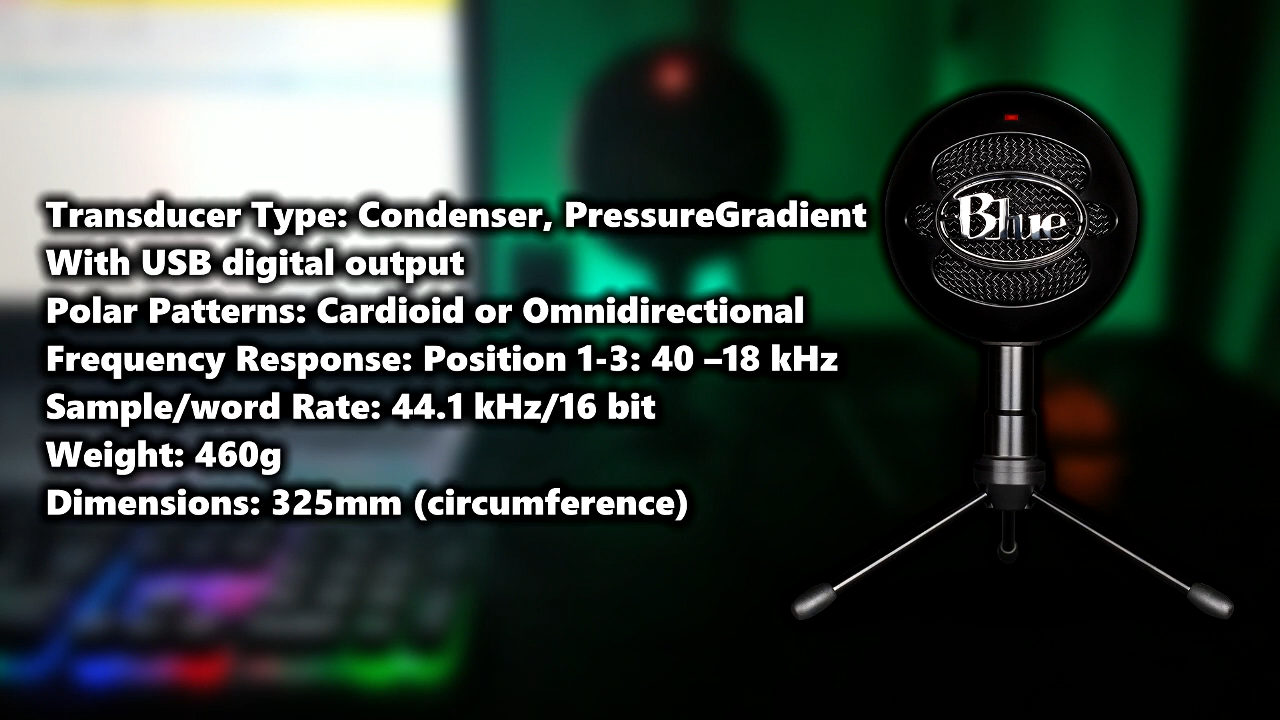 Transducer Type: Condenser, PressureGradient
With USB digital output
Polar Patterns: Cardioid or Omnidirectional
Frequency Response: Position 1-3: 40 –18 kHz
Sample/word Rate: 44.1 kHz/16 bit
Weight: 460g
Dimensions: 325mm (circumference)
Blue